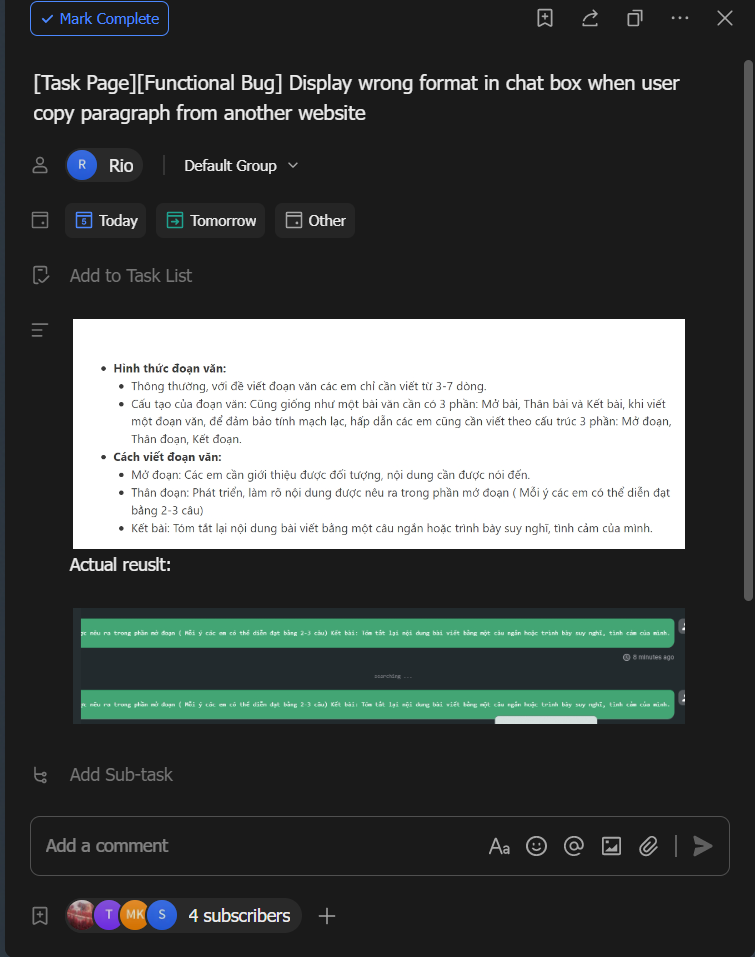 Mark Complete
[Task Page][Functional Bug] Display wrong format in chat box when user
copy paragraph from another website
R Rio Default Group
5 Today Tomorrow Other
Add to Task List
• Hình thức đoạn văn:
• Thông thường, với đề viết đoạn văn các em chỉ cần viết từ 3-7 dòng.
• Cấu tạo của đoạn văn: Cũng giống như một bài văn cần có 3 phần: Mở bài, Thân bài và Kết bài, khi viết
một đoạn văn, để đảm bảo tính mạch lạc, hấp dẫn các em cũng cần viết theo cấu trúc 3 phần: Mở đoạn,
Thân đoạn, Kết đoạn.
• Cách viết đoạn văn:
• Mở đoạn: Các em cần giới thiệu được đối tượng, nội dung cần được nói đến.
• Thân đoạn: Phát triển, làm rõ nội dung được nêu ra trong phần mở đoạn ( Mỗi ý các em có thể diễn đạt
bằng 2-3 câu)
• Kết bài: Tóm tắt lại nội dung bài viết bằng một câu ngắn hoặc trình bày suy nghĩ, tình cảm của mình.
Actual reuslt:
nêu ra trong phần mở đoạn ( Mỗi ý các em có thể diễn đạt bằng 2-3 câu) Kết bài: Tóm tắt lại nội dung bài viết bằng một câu ngắn hoặc trình bày suy nghĩ, tình cảm của mình.
8 minutes ago
searching ...
nêu ra trong phần mở đoạn ( Mỗi ý các em có thể diễn đạt bằng 2-3 câu) Kết bài: Tóm tắt lại nội dung bài viết bằng một câu ngắn hoặc trình bày suy nghĩ, tình cảm của mình.
Add Sub-task
Add a comment Aa
T MK S 4 subscribers